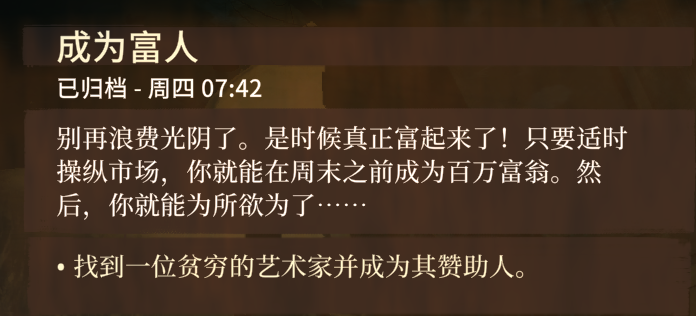 成为富人
已归档 - 周四 07:42
别再浪费光阴了。是时候真正富起来了！只要适时
操纵市场，你就能在周末之前成为百万富翁。然
后，你就能为所欲为了……
• 找到一位贫穷的艺术家并成为其赞助人。